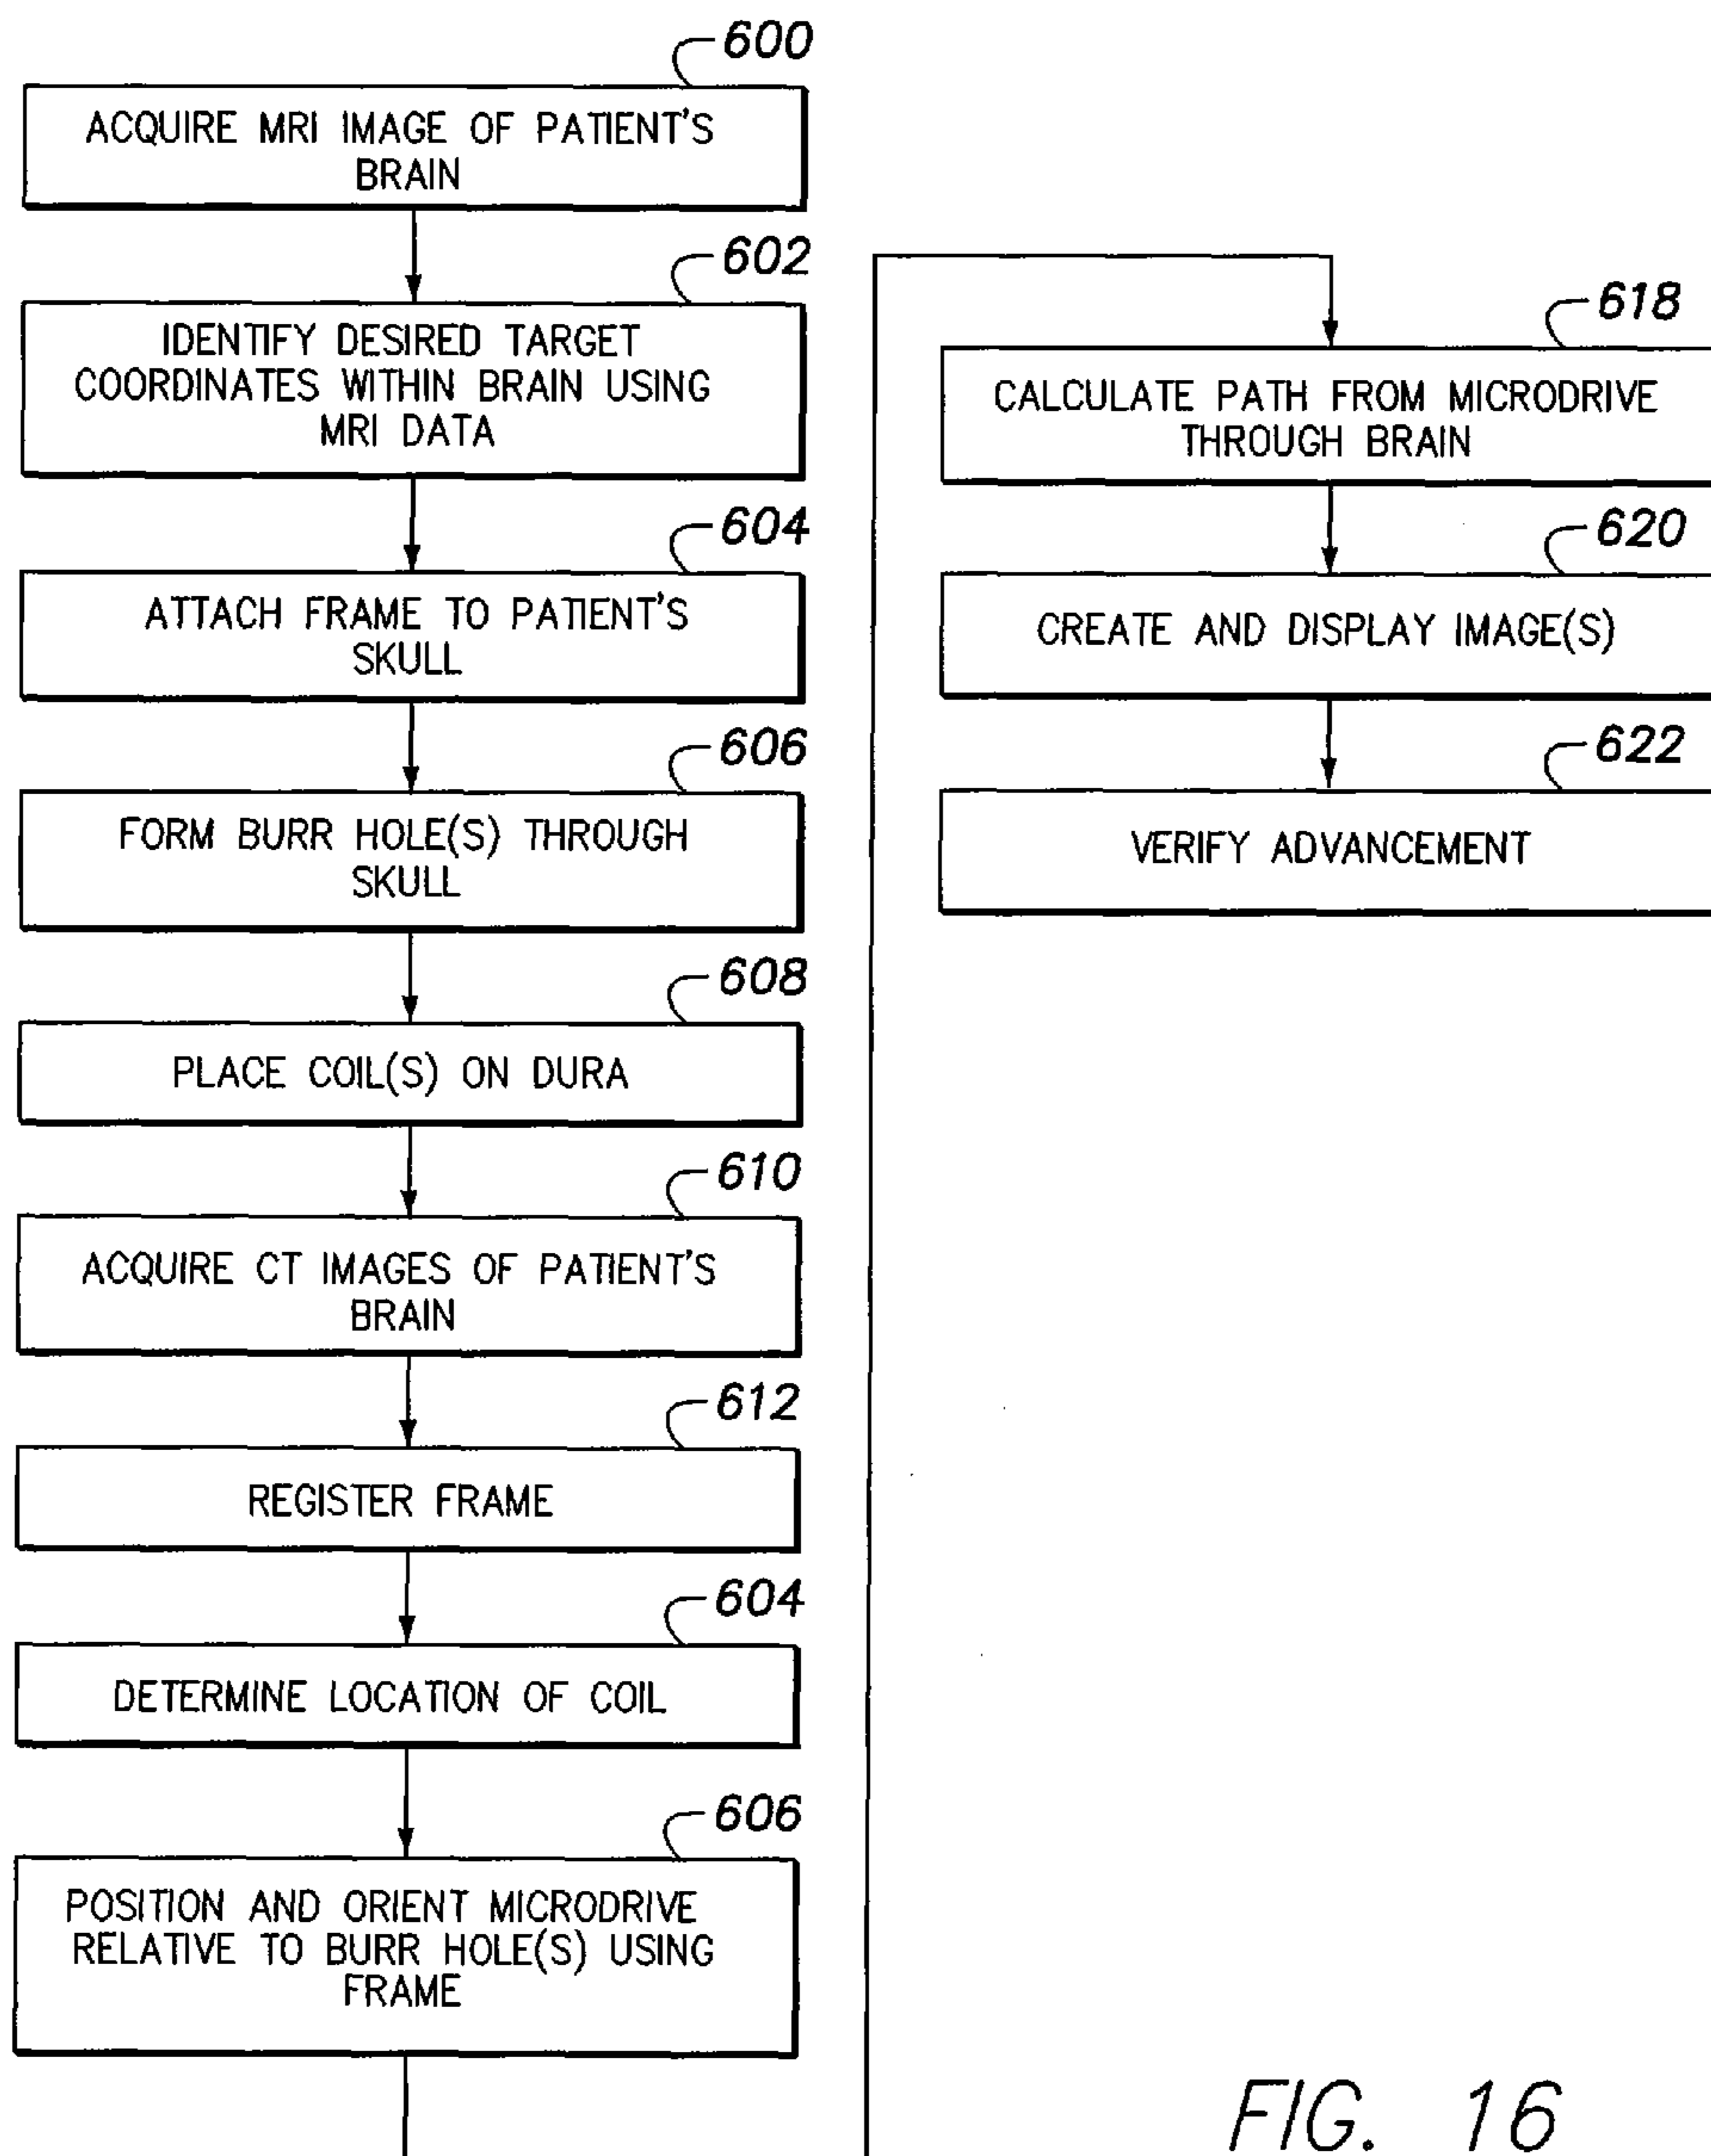 600
ACQUIRE MRI IMAGE OF PATIENT'S
BRAIN
602
IDENTIFY DESIRED TARGET
COORDINATES WITHIN BRAIN USING
MRI DATA
604
ATTACH FRAME TO PATIENT'S
SKULL
606
FORM BURR HOLE(S) THROUGH
SKULL
608
PLACE COIL(S) ON DURA
610
ACQUIRE CT IMAGES OF PATIENT'S
BRAIN
612
REGISTER FRAME
604
DETERMINE LOCATION OF COIL
606
POSITION AND ORIENT MICRODRIVE
RELATIVE TO BURR HOLE(S) USING
FRAME
618
CALCULATE PATH FROM MICRODRIVE
THROUGH BRAIN
620
CREATE AND DISPLAY IMAGE(S)
622
VERIFY ADVANCEMENT
FIG. 16